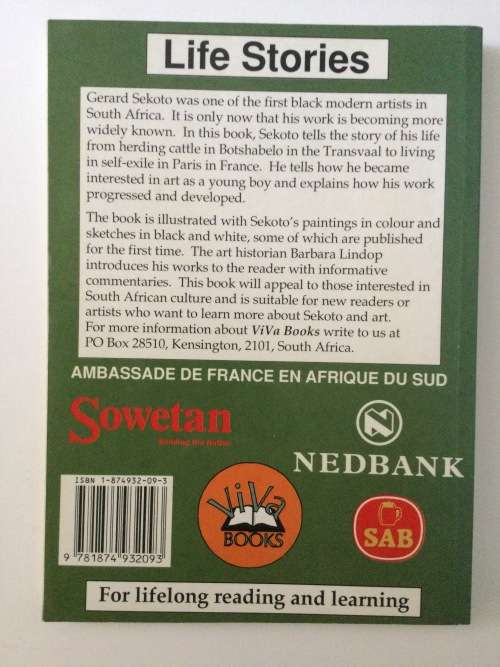 Life Stories
Gerard Sekoto was one of the first black modern artists in
South Africa. It is only now that his work is becoming more
widely known. In this book, Sekoto tells the story of his life
from herding cattle in Botshabelo in the Transvaal to living
in self-exile in Paris in France. He tells how he became
interested in art as a young boy and explains how his work
progressed and developed.
The book is illustrated with Sekoto's paintings in colour and
sketches in black and white, some of which are published
for the first time. The art historian Barbara Lindop
introduces his works to the reader with informative
commentaries. This book will appeal to those interested in
South African culture and is suitable for new readers or
artists who want to learn more about Sekoto and art.
For more information about ViVa Books write to us at
PO Box 28510, Kensington, 2101, South Africa.
AMBASSADE DE FRANCE EN AFRIQUE DU SUD
Sowetan
Building the Nation
N
NEDBANK
ISBN 1-874932-09-3
9 781874 932093
ViVa
BOOKS
SAB
For lifelong reading and learning